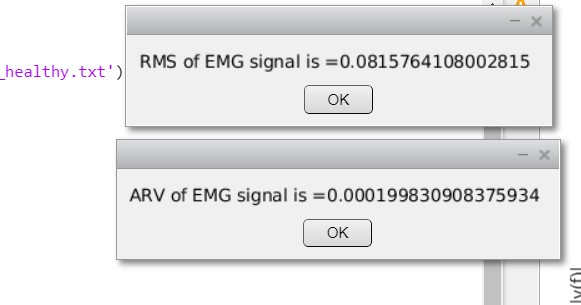 RMS of EMG signal is =0.0815764108002815
_healthy.txt')
OK
ARV of EMG signal is =0.000199830908375934
OK